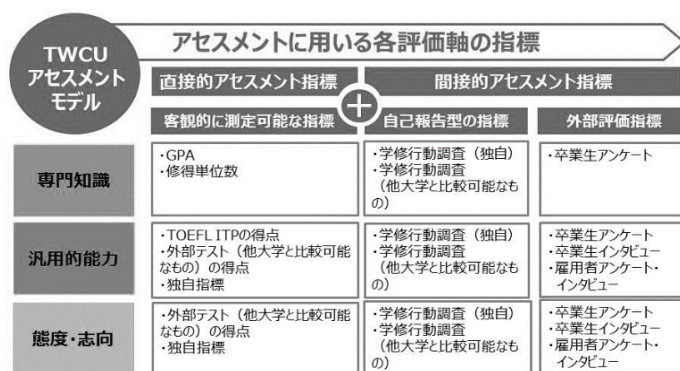 TWCU
アセスメント
モデル
アセスメントに用いる各評価軸の指標
直接的アセスメント指標
間接的アセスメント指標
客観的に測定可能な指標
自己報告型の指標
外部評価指標
専門知識
・GPA
・修得単位数
・学修行動調査（独自）
・学修行動調査
（他大学と比較可能なもの）
・卒業生アンケート
汎用的能力
・TOEFL ITPの得点
・外部テスト（他大学と比較可能
なもの）の得点
・独自指標
・学修行動調査（独自）
・学修行動調査
（他大学と比較可能なも
の）
・卒業生アンケート
・卒業生インタビュー
・雇用者アンケート・
インタビュー
態度・志向
・外部テスト（他大学と比較可能
なもの）の得点
・独自指標
・学修行動調査（独自）
・学修行動調査
（他大学と比較可能なも
の）
・卒業生アンケート
・卒業生インタビュー
・雇用者アンケート・
インタビュー